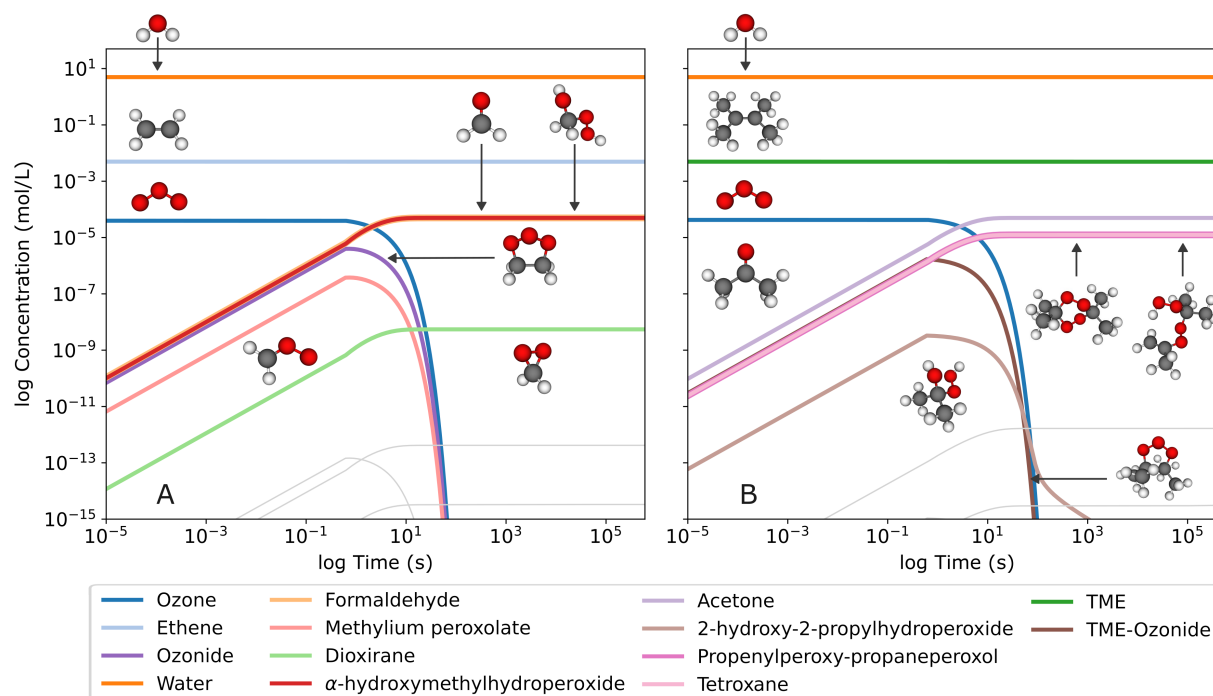 log Concentration (mol/L)
10^1
10^-1
10^-3
10^-5
10^-7
10^-9
10^-11
10^-13
10^-15
A
B
10^-5 10^-3 10^-1 10^1 10^3 10^5
10^-5 10^-3 10^-1 10^1 10^3 10^5
log Time (s)
log Time (s)
Ozone
Ethene
Ozonide
Water
Formaldehyde
Methylium peroxolate
Dioxirane
α-hydroxymethylhydroperoxide
Acetone
2-hydroxy-2-propylhydroperoxide
Propenylperoxy-propaneperoxol
Tetroxane
TME
TME-Ozonide